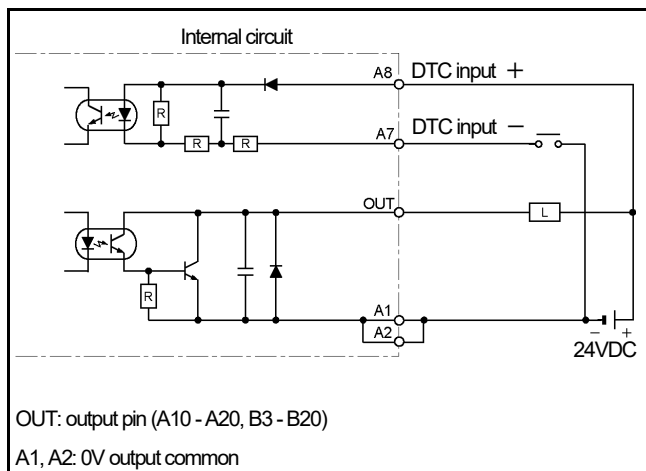 Internal circuit
A8
DTC input +
R
R
R
A7
DTC input −
OUT
L
R
A1
A2
− +
24VDC
OUT: output pin (A10 - A20, B3 - B20)
A1, A2: 0V output common